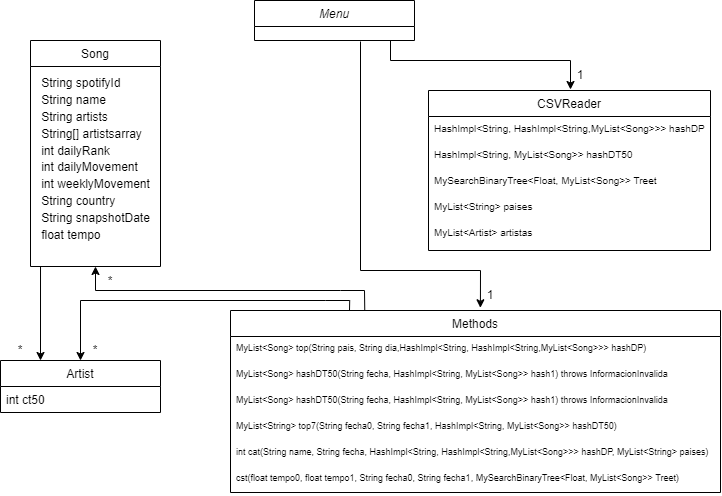 Menu
Song
String spotifyId
String name
String artists
String[] artistsarray
int dailyRank
int dailyMovement
int weeklyMovement
String country
String snapshotDate
float tempo
1
CSVReader
HashImpl<String, HashImpl<String,MyList<Song>>> hashDP
HashImpl<String, MyList<Song>> hashDT50
MySearchBinaryTree<Float, MyList<Song>> Treet
MyList<String> paises
MyList<Artist> artistas
*
1
*
*
Artist
int ct50
Methods
MyList<Song> top(String pais, String dia,HashImpl<String, HashImpl<String,MyList<Song>>> hashDP)
MyList<Song> hashDT50(String fecha, HashImpl<String, MyList<Song>> hash1) throws InformacionInvalida
MyList<Song> hashDT50(String fecha, HashImpl<String, MyList<Song>> hash1) throws InformacionInvalida
MyList<String> top7(String fecha0, String fecha1, HashImpl<String, MyList<Song>> hashDT50)
int cat(String name, String fecha, HashImpl<String, HashImpl<String,MyList<Song>>> hashDP, MyList<String> paises)
cst(float tempo0, float tempo1, String fecha0, String fecha1, MySearchBinaryTree<Float, MyList<Song>> Treet)